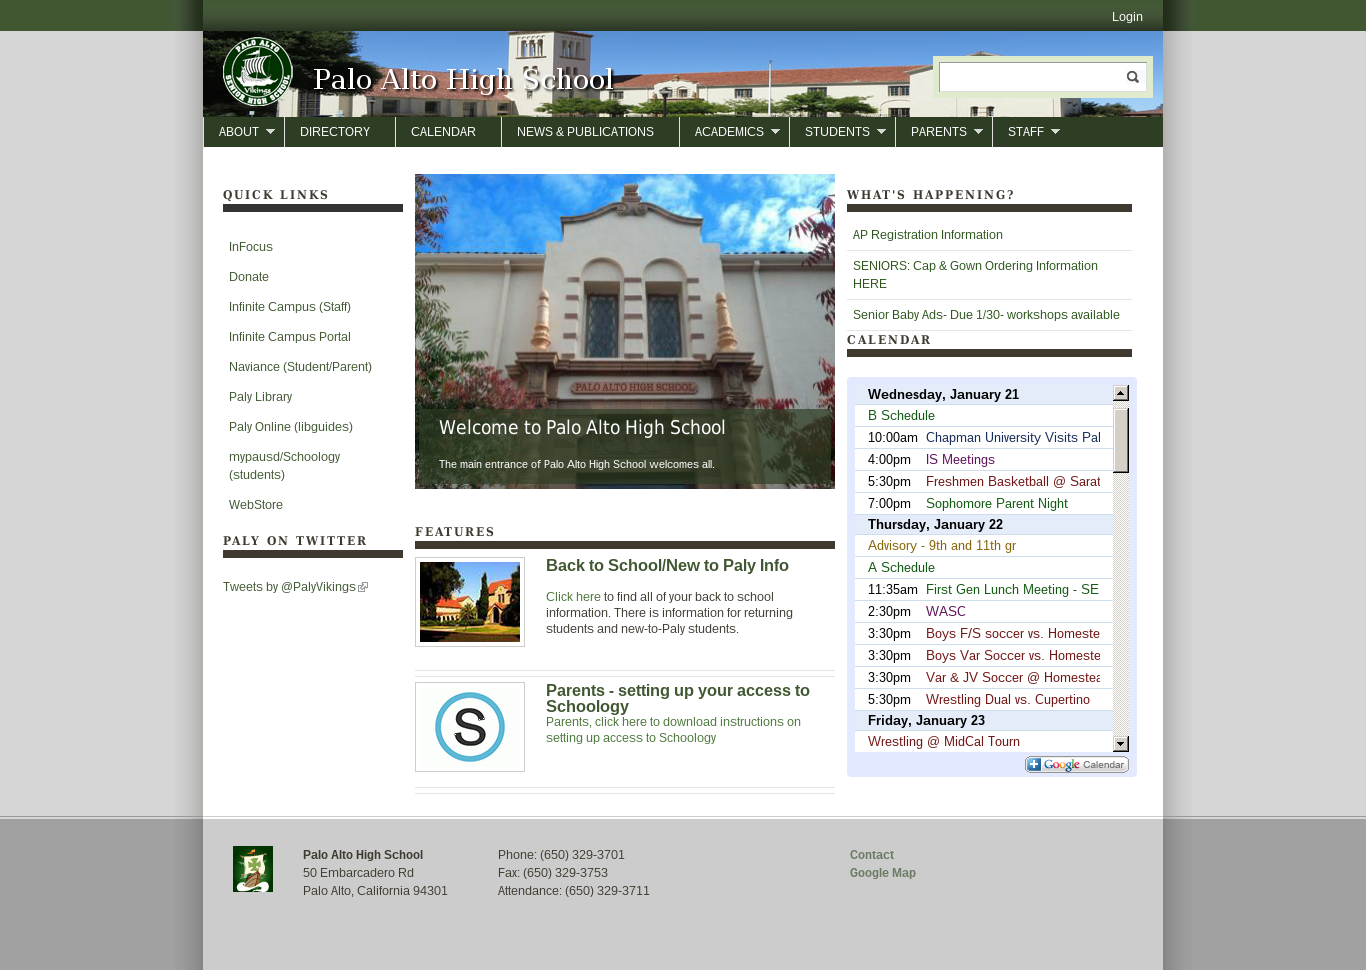 Login
PALO ALTO
Vikings
SENIOR HIGH SCHOOL
Palo Alto High School
ABOUT
DIRECTORY
CALENDAR
NEWS & PUBLICATIONS
ACADEMICS
STUDENTS
PARENTS
STAFF
QUICK LINKS
InFocus
Donate
Infinite Campus (Staff)
Infinite Campus Portal
Naviance (Student/Parent)
Paly Library
Paly Online (libguides)
mypausd/Schoology
(students)
WebStore
PALY ON TWITTER
Tweets by @PalyVikings
PALO ALTO HIGH SCHOOL
Welcome to Palo Alto High School
The main entrance of Palo Alto High School welcomes all.
FEATURES
Back to School/New to Paly Info
Click here to find all of your back to school
information. There is information for returning
students and new-to-Paly students.
S
Parents - setting up your access to
Schoology
Parents, click here to download instructions on
setting up access to Schoology
WHAT'S HAPPENING?
AP Registration Information
SENIORS: Cap & Gown Ordering Information
HERE
Senior Baby Ads- Due 1/30- workshops available
CALENDAR
Wednesday, January 21
B Schedule
10:00am Chapman University Visits Pal
4:00pm IS Meetings
5:30pm Freshmen Basketball @ Sarat
7:00pm Sophomore Parent Night
Thursday, January 22
Advisory - 9th and 11th gr
A Schedule
11:35am First Gen Lunch Meeting - SE
2:30pm WASC
3:30pm Boys F/S soccer vs. Homeste
3:30pm Boys Var Soccer vs. Homeste
3:30pm Var & JV Soccer @ Homestea
5:30pm Wrestling Dual vs. Cupertino
Friday, January 23
Wrestling @ MidCal Tourn
Google Calendar
Palo Alto High School
50 Embarcadero Rd
Palo Alto, California 94301
Phone: (650) 329-3701
Fax: (650) 329-3753
Attendance: (650) 329-3711
Contact
Google Map